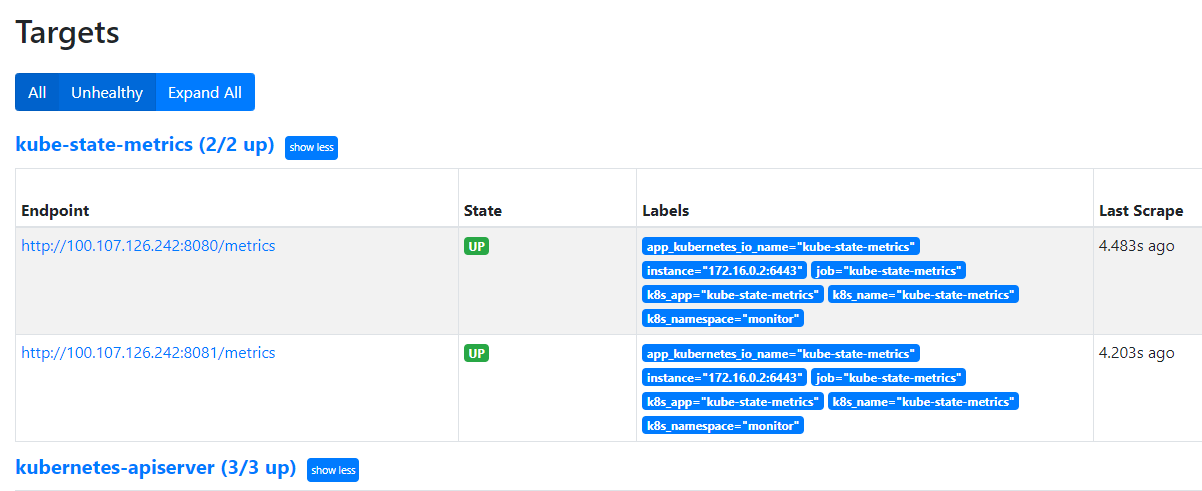 Targets
All Unhealthy Expand All
kube-state-metrics (2/2 up) show less
Endpoint State Labels Last Scrape
http://100.107.126.242:8080/metrics UP app_kubernetes_io_name="kube-state-metrics" 4.483s ago
instance="172.16.0.2:6443" job="kube-state-metrics"
k8s_app="kube-state-metrics" k8s_name="kube-state-metrics"
k8s_namespace="monitor"
http://100.107.126.242:8081/metrics UP app_kubernetes_io_name="kube-state-metrics" 4.203s ago
instance="172.16.0.2:6443" job="kube-state-metrics"
k8s_app="kube-state-metrics" k8s_name="kube-state-metrics"
k8s_namespace="monitor"
kubernetes-apiserver (3/3 up) show less